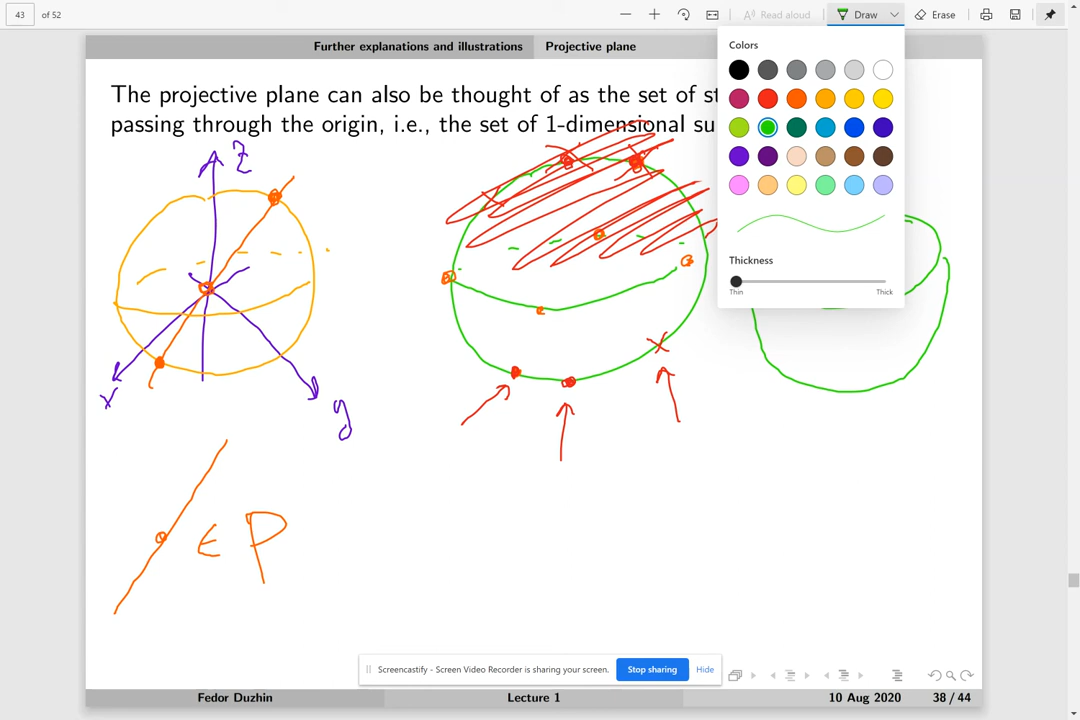 43 of 52
Read aloud
Draw
Erase
Further explanations and illustrations Projective plane
Colors
The projective plane can also be thought of as the set of st
passing through the origin, i.e., the set of 1-dimensional su
z
x
y
∈ P
Thickness
Thin Thick
Screencastify - Screen Video Recorder is sharing your screen. Stop sharing Hide
Fedor Duzhin Lecture 1 10 Aug 2020 38 / 44